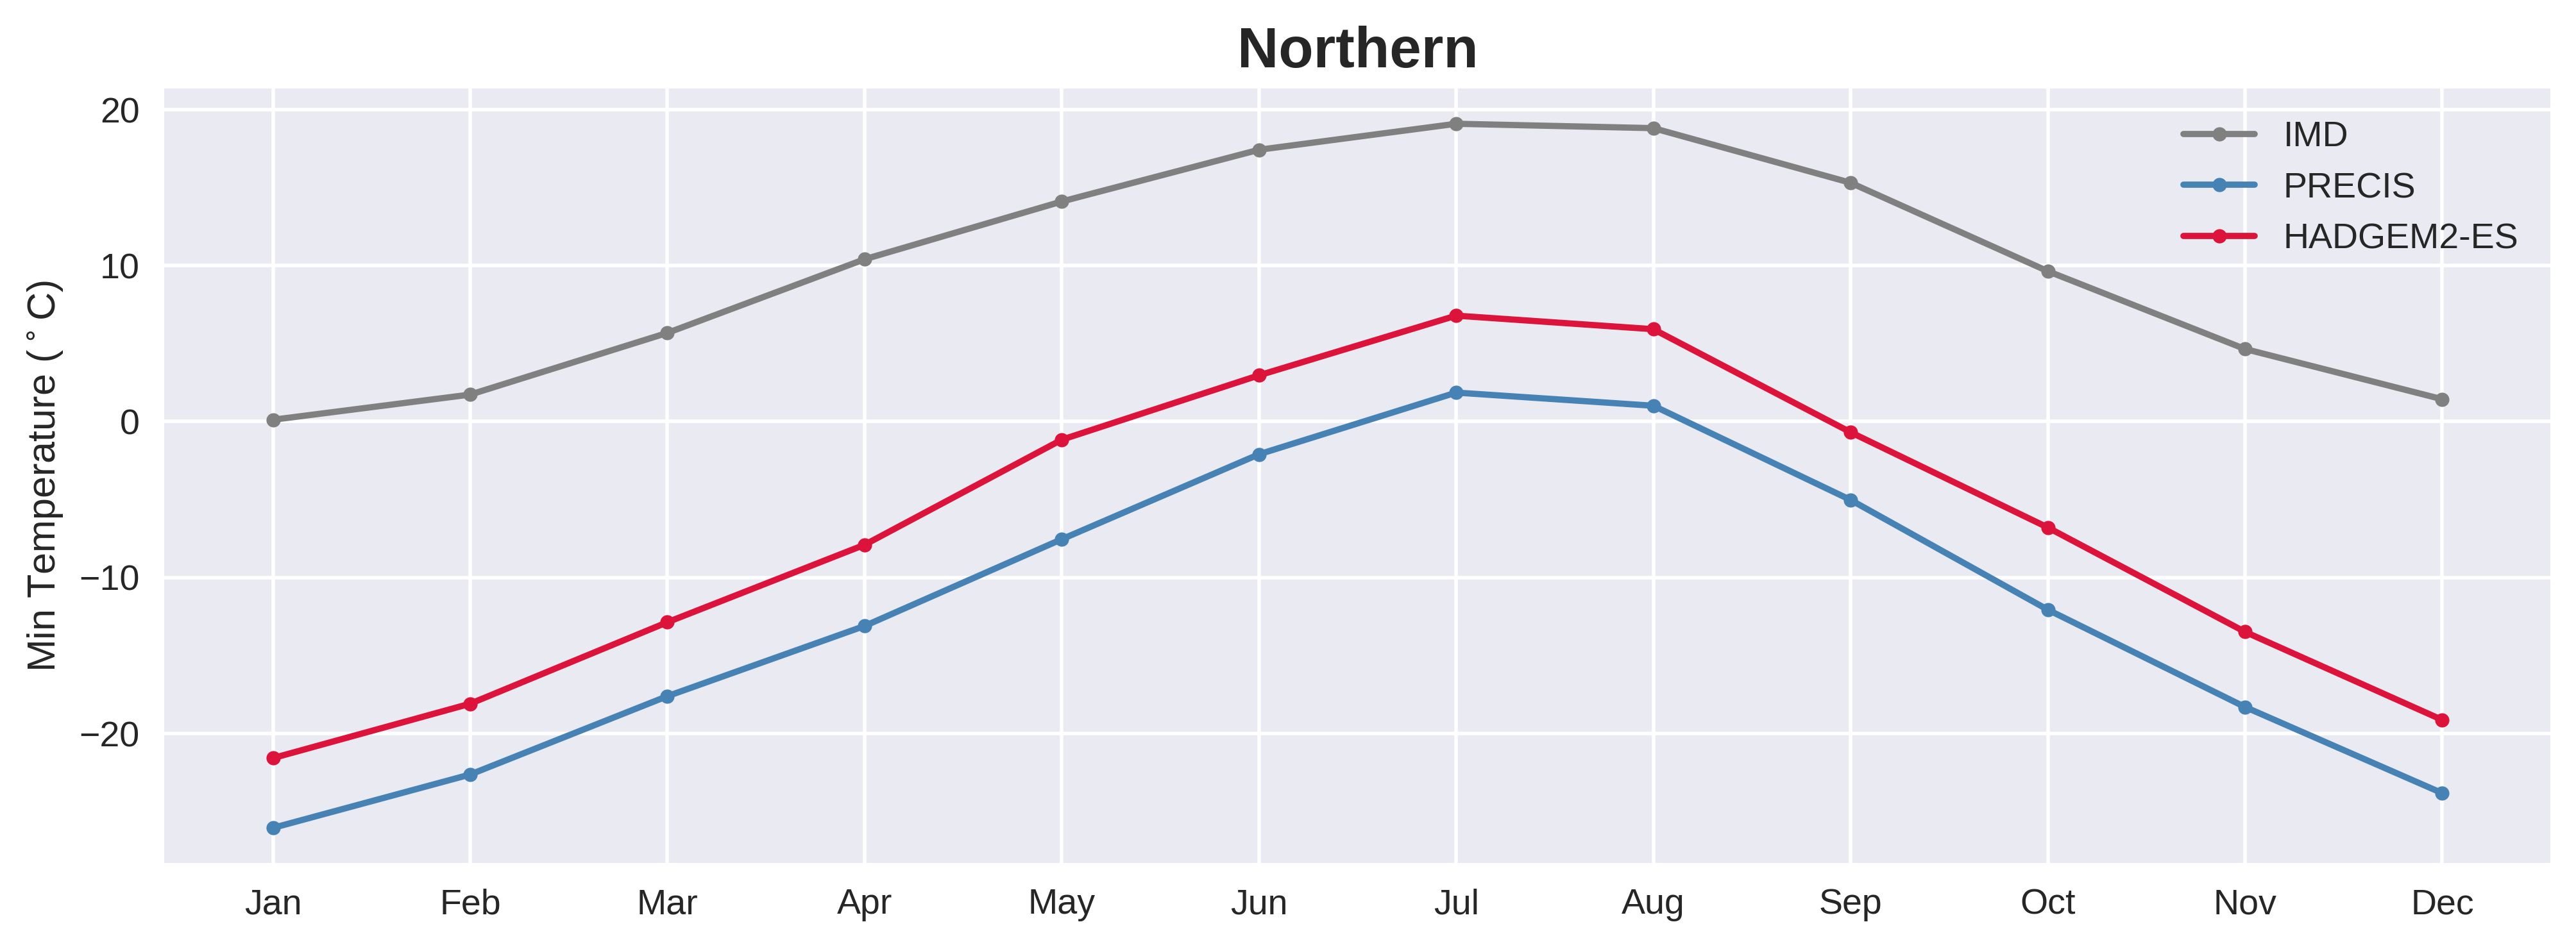 Northern
Min Temperature (° C)
20
10
0
−10
−20
IMD
PRECIS
HADGEM2-ES
Jan Feb Mar Apr May Jun Jul Aug Sep Oct Nov Dec